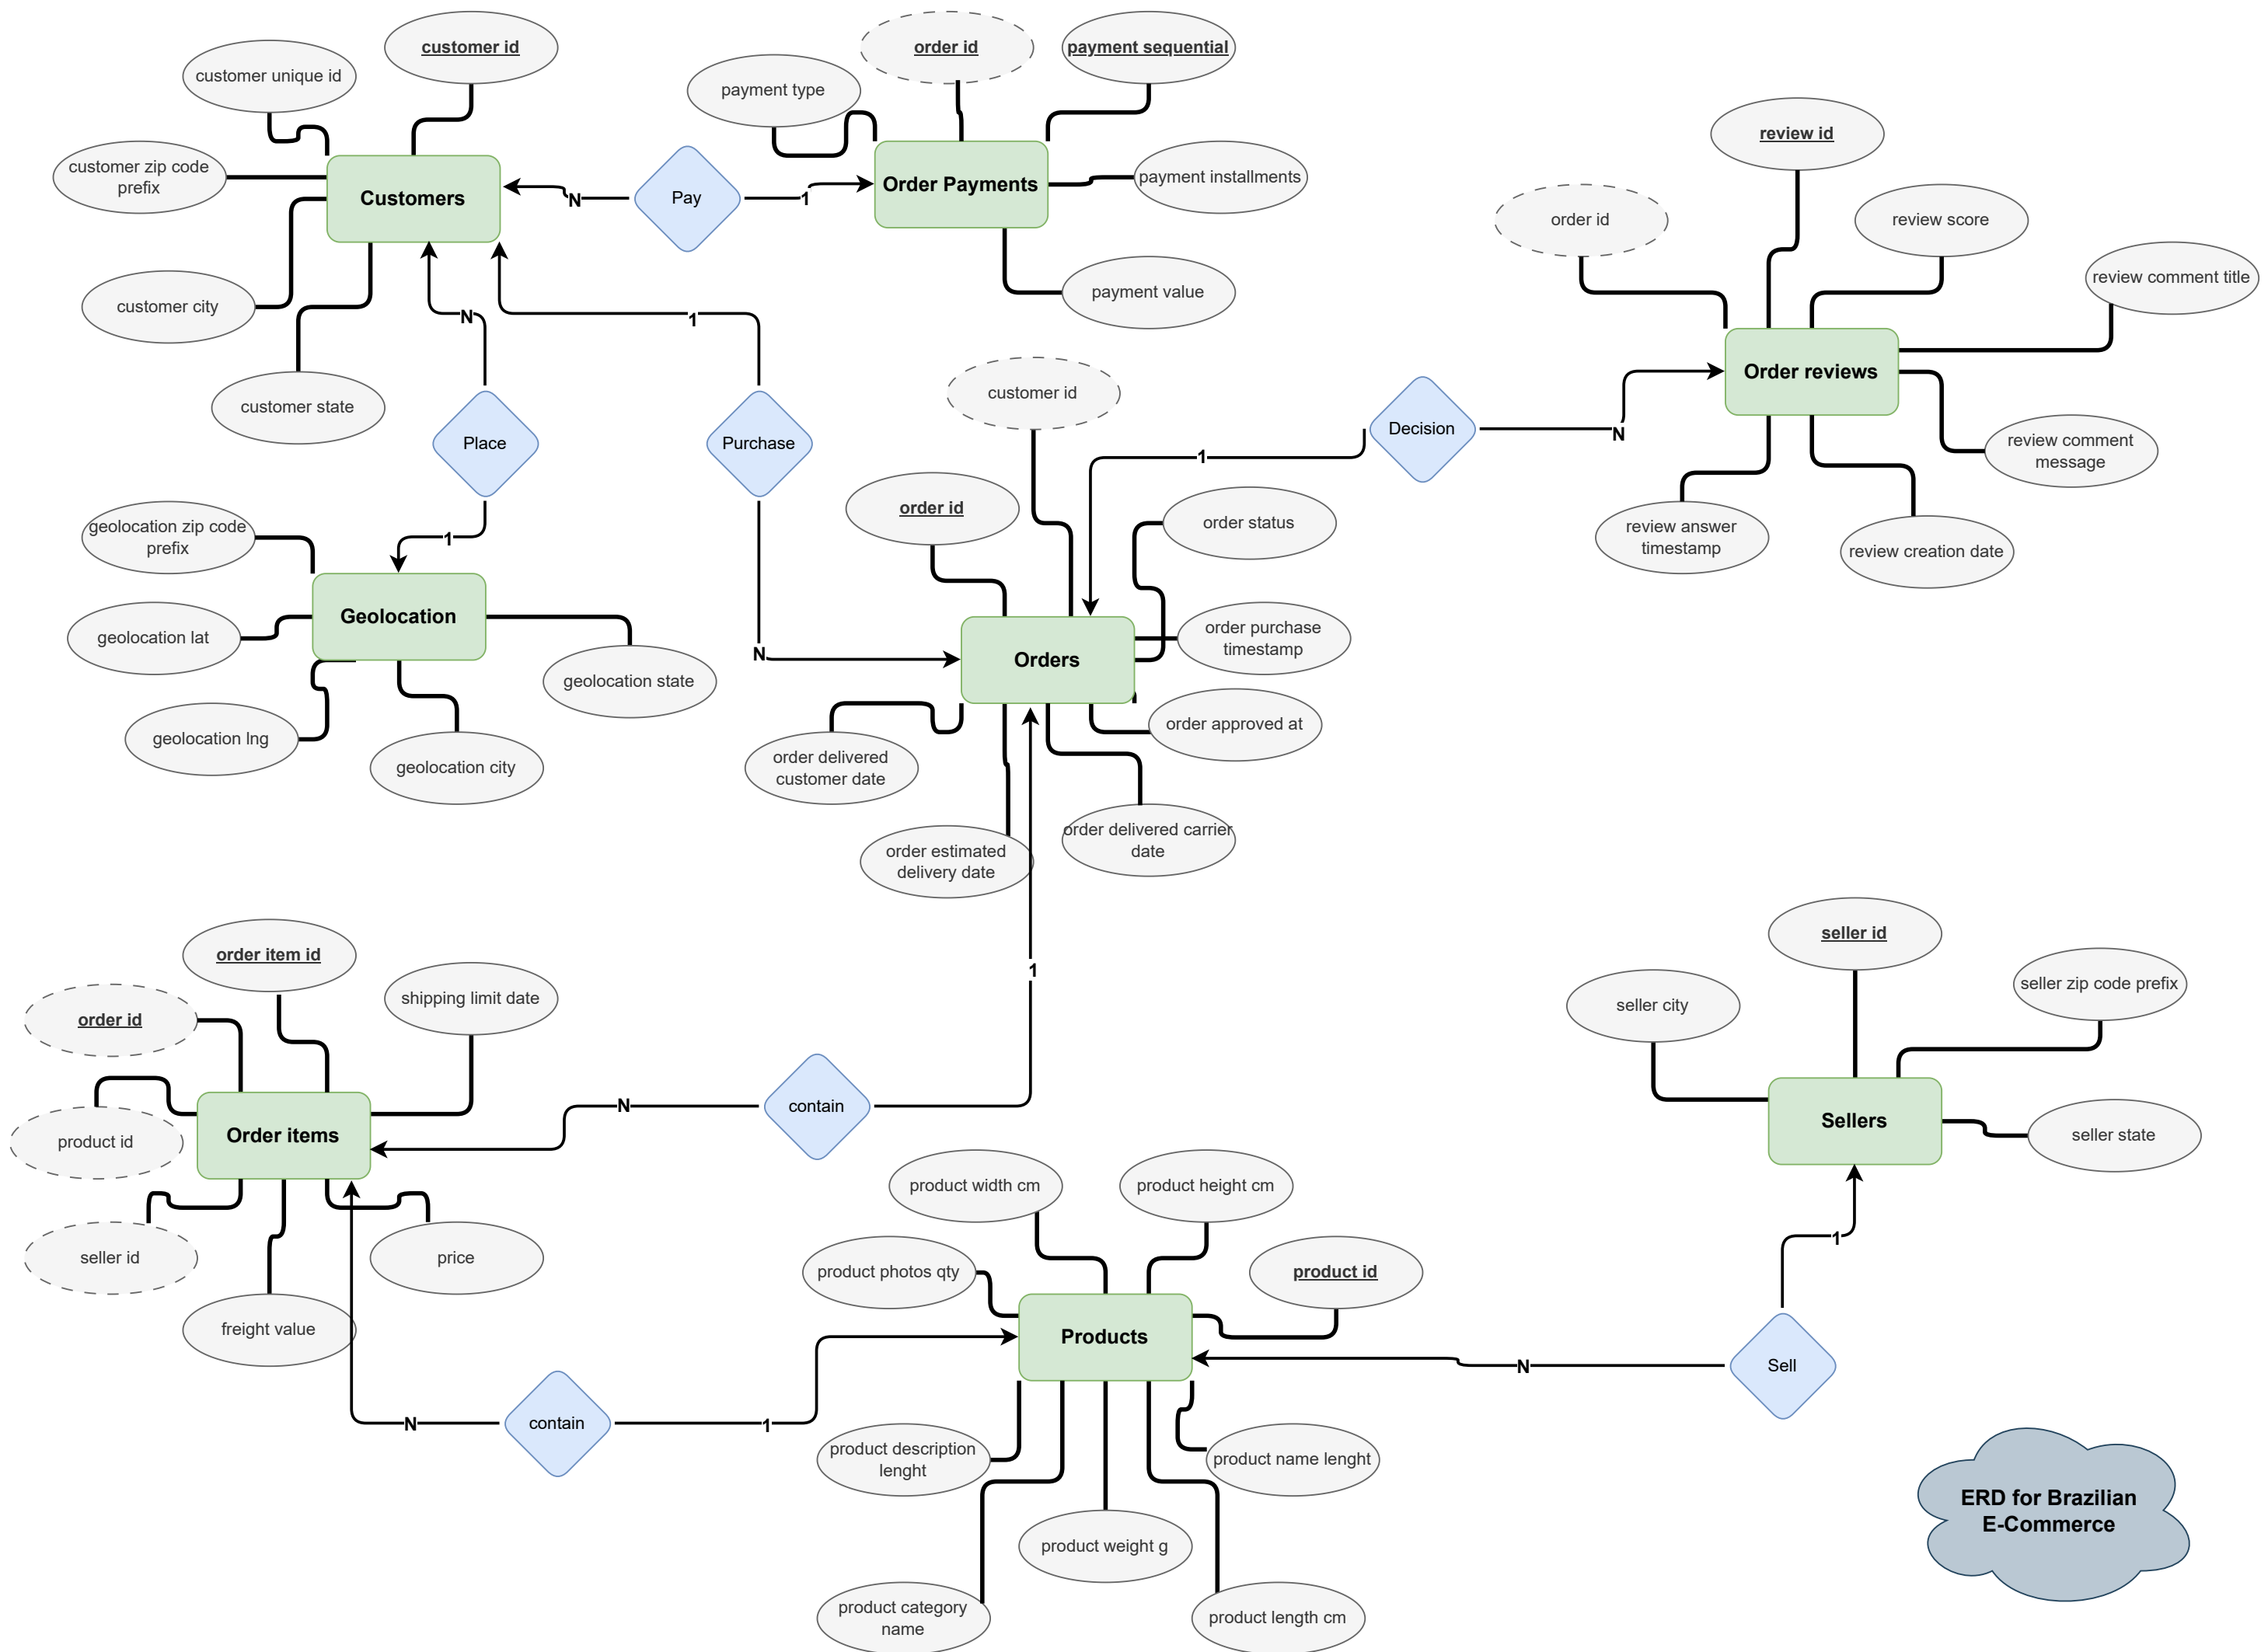 customer id
order id
payment sequential
customer unique id
payment type
review id
customer zip code
prefix
Customers
N
Pay
1
Order Payments
payment installments
order id
review score
review comment title
customer city
payment value
N
1
Order reviews
customer state
customer id
Place
Purchase
Decision
N
1
review comment
message
order id
order status
geolocation zip code
prefix
1
review answer
timestamp
review creation date
Geolocation
geolocation lat
order purchase
timestamp
N
Orders
geolocation state
geolocation lng
geolocation city
order approved at
order delivered
customer date
order delivered carrier
date
order estimated
delivery date
order item id
seller id
order id
shipping limit date
1
seller city
seller zip code prefix
N
contain
Order items
product id
Sellers
seller state
product width cm
product height cm
seller id
price
product photos qty
product id
1
freight value
Products
N
Sell
N
contain
1
product description
lenght
product name lenght
product weight g
product category
name
product length cm
ERD for Brazilian
E-Commerce